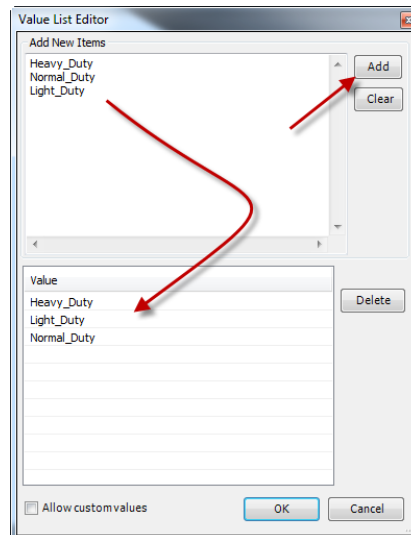 Value List Editor
Add New Items
Heavy_Duty
Normal_Duty
Light_Duty
Add
Clear
Value
Heavy_Duty
Light_Duty
Normal_Duty
Delete
Allow custom values
OK
Cancel